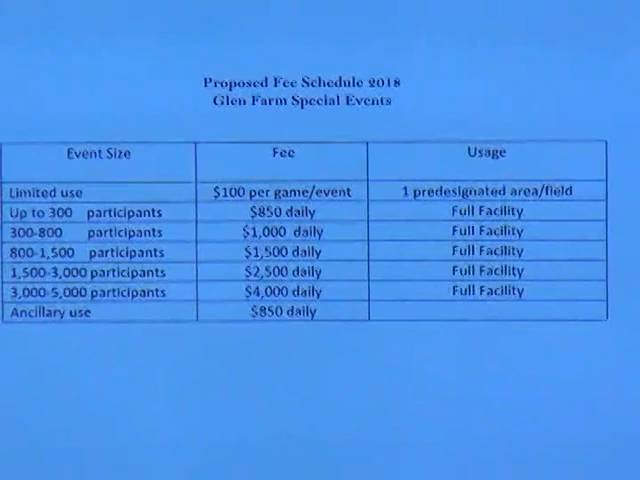 Proposed Fee Schedule 2018
Glen Farm Special Events
Event Size Fee Usage
Limited use $100 per game/event 1 predesignated area/field
Up to 300 participants $850 daily Full Facility
300-800 participants $1,000 daily Full Facility
800-1,500 participants $1,500 daily Full Facility
1,500-3,000 participants $2,500 daily Full Facility
3,000-5,000 participants $4,000 daily Full Facility
Ancillary use $850 daily